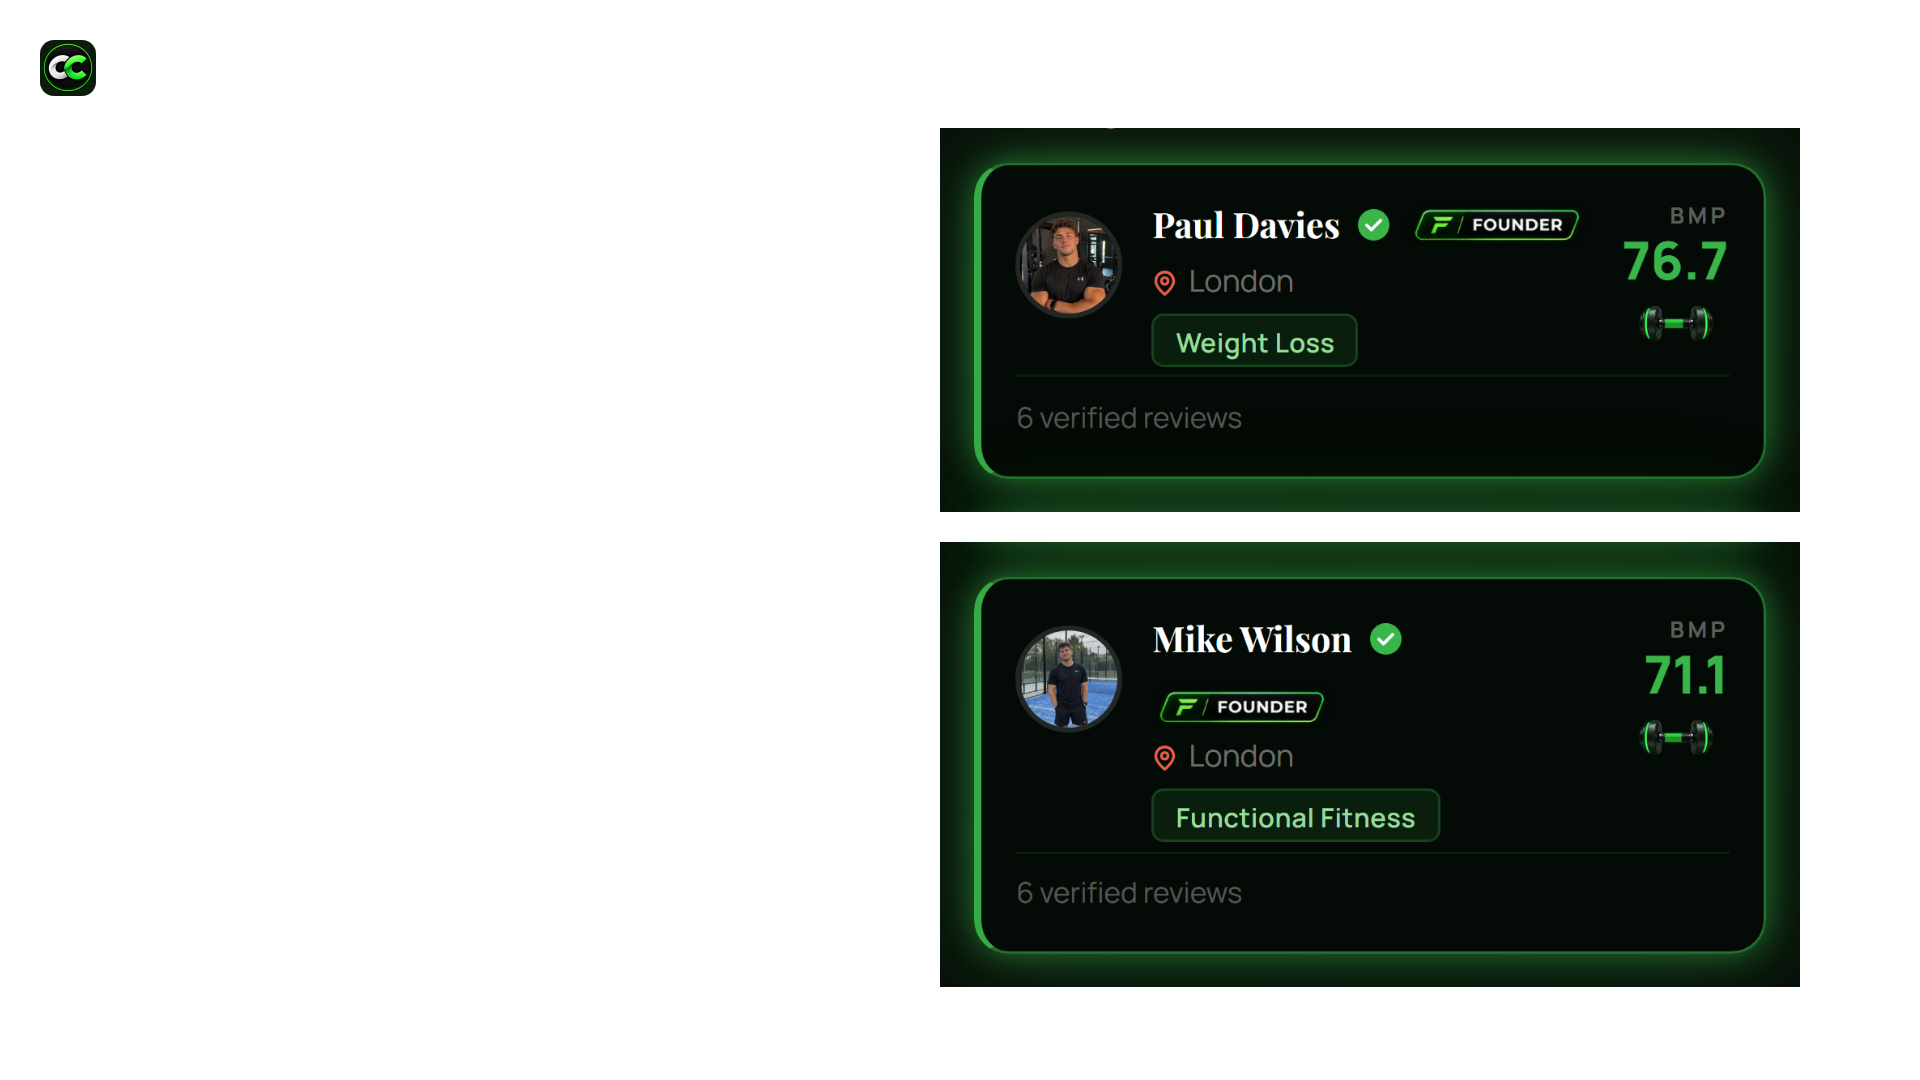 CC
Paul Davies
F / FOUNDER
BMP
76.7
London
Weight Loss
6 verified reviews
Mike Wilson
BMP
71.1
F / FOUNDER
London
Functional Fitness
6 verified reviews